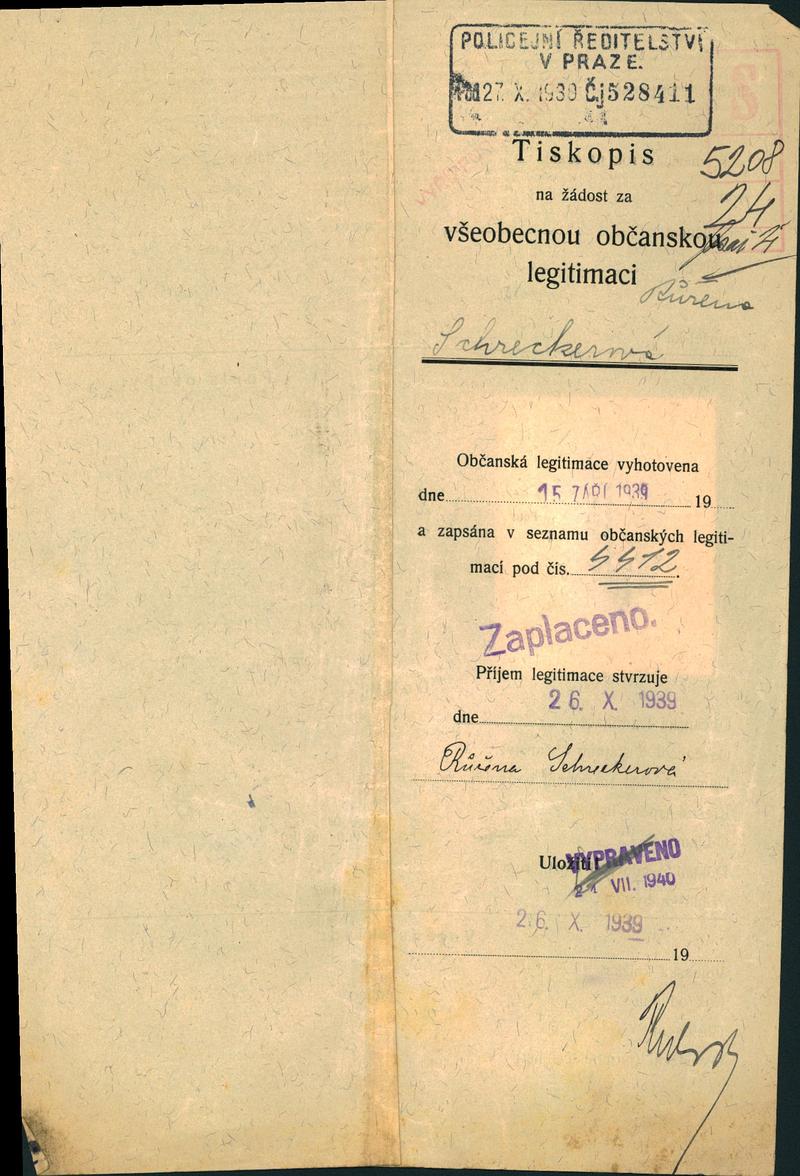 POLICEJNÍ ŘEDITELSTVÍ
V PRAZE.
27. X. 1939 Čj 528411
Tiskopis
5208
na žádost za
24
všeobecnou občanskou
legitimaci
Růžena
Schreckerová
Občanská legitimace vyhotovena
dne 15 ZÁŘÍ 1939 19
a zapsána v seznamu občanských legiti-
mací pod čís. 5512.
Zaplaceno.
Příjem legitimace stvrzuje
26. X. 1939
dne
Růžena Schreckerová
Uložiti!
VYPRAVENO
VII. 1940
26. X. 1939
19